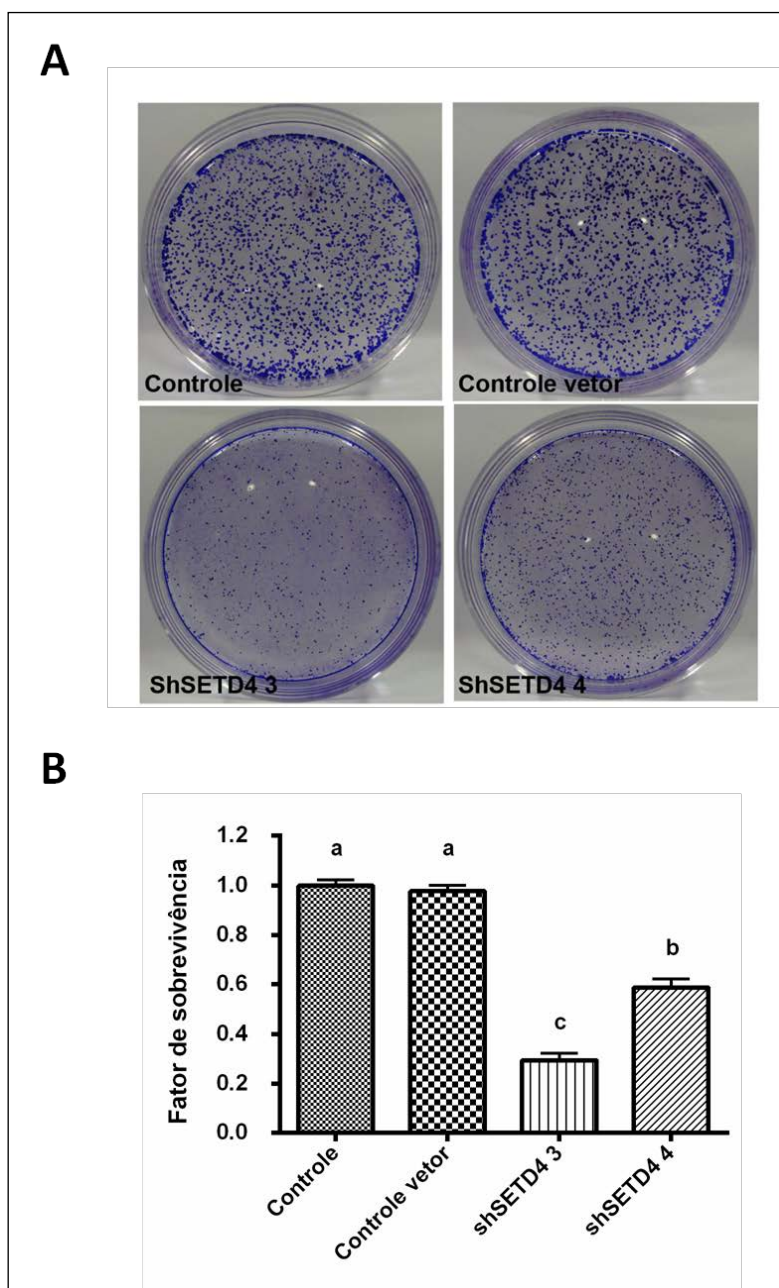 A
Controle
Controle vetor
ShSETD4 3
ShSETD4 4
B
Fator de sobrevivência
1.2
1.0
0.8
0.6
0.4
0.2
0.0
a
a
c
b
Controle
Controle vetor
shSETD4 3
shSETD4 4